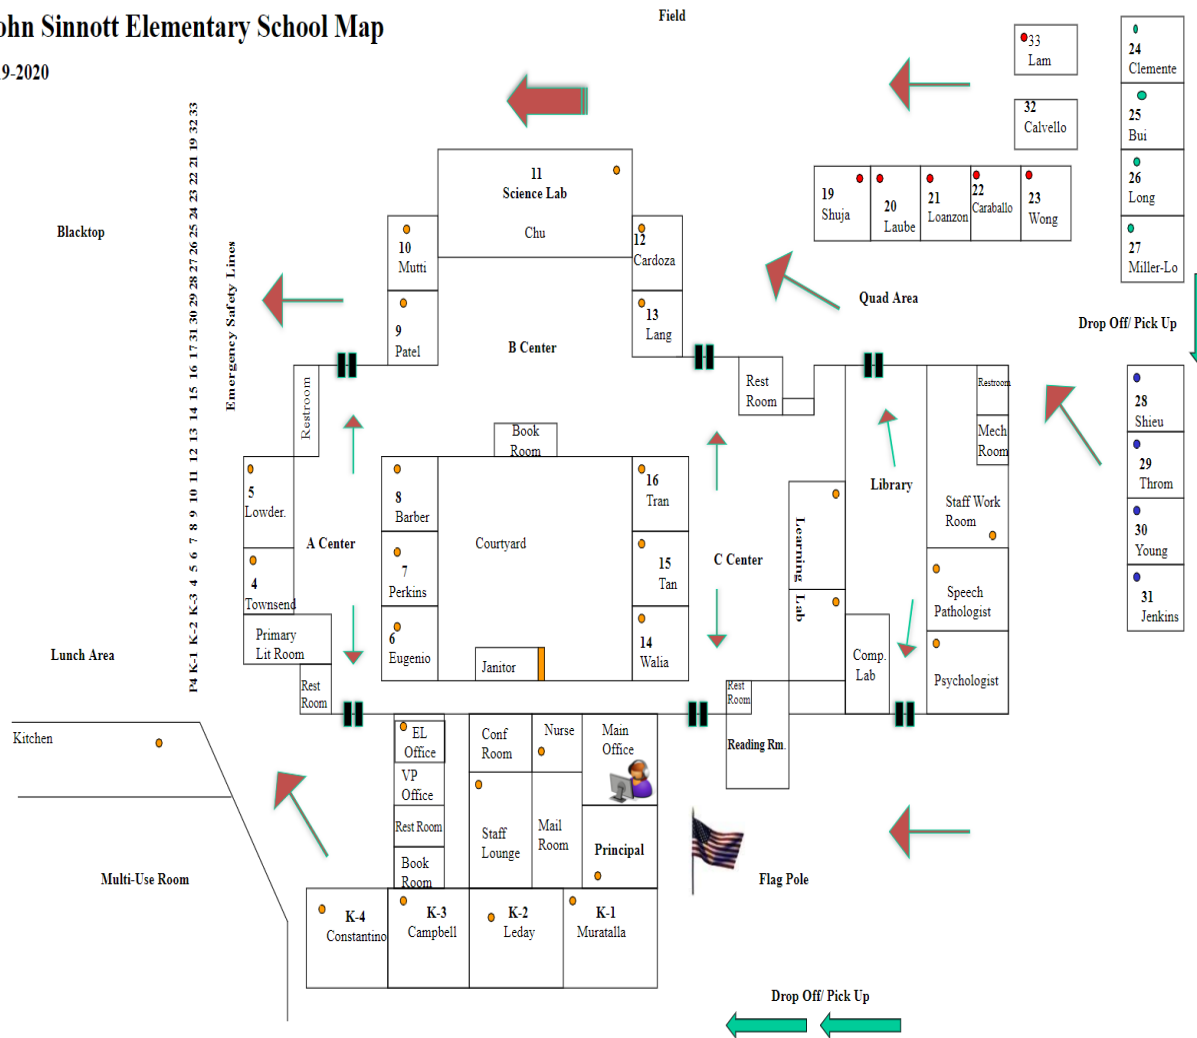 ohn Sinnott Elementary School Map
19-2020
Field
33
Lam
32
Calvello
24
Clemente
25
Bui
26
Long
27
Miller-Lo
19
Shuja
20
Laube
21
Loanzon
22
Caraballo
23
Wong
11
Science Lab
Chu
10
Mutti
9
Patel
12
Cardoza
13
Lang
Blacktop
P4 K-1 K-2 K-3 4 5 6 7 8 9 10 11 12 13 14 15 16 17 31 30 29 28 27 26 25 24 23 22 21 19 32 33
Emergency Safety Lines
B Center
Quad Area
Drop Off/ Pick Up
Restroom
Rest
Room
Restroom
Mech
Room
28
Shieu
29
Throm
30
Young
31
Jenkins
Book
Room
5
Lowder.
4
Townsend
A Center
8
Barber
7
Perkins
6
Eugenio
Courtyard
Janitor
16
Tran
15
Tan
14
Walia
C Center
Learning
Lab
Library
Staff Work
Room
Speech
Pathologist
Psychologist
Comp.
Lab
Primary
Lit Room
Rest
Room
Lunch Area
Rest
Room
Reading Rm.
Kitchen
EL
Office
VP
Office
Rest Room
Book
Room
Conf
Room
Nurse
Main
Office
Staff
Lounge
Mail
Room
Principal
Multi-Use Room
Flag Pole
K-4
Constantino
K-3
Campbell
K-2
Leday
K-1
Muratalla
Drop Off/ Pick Up